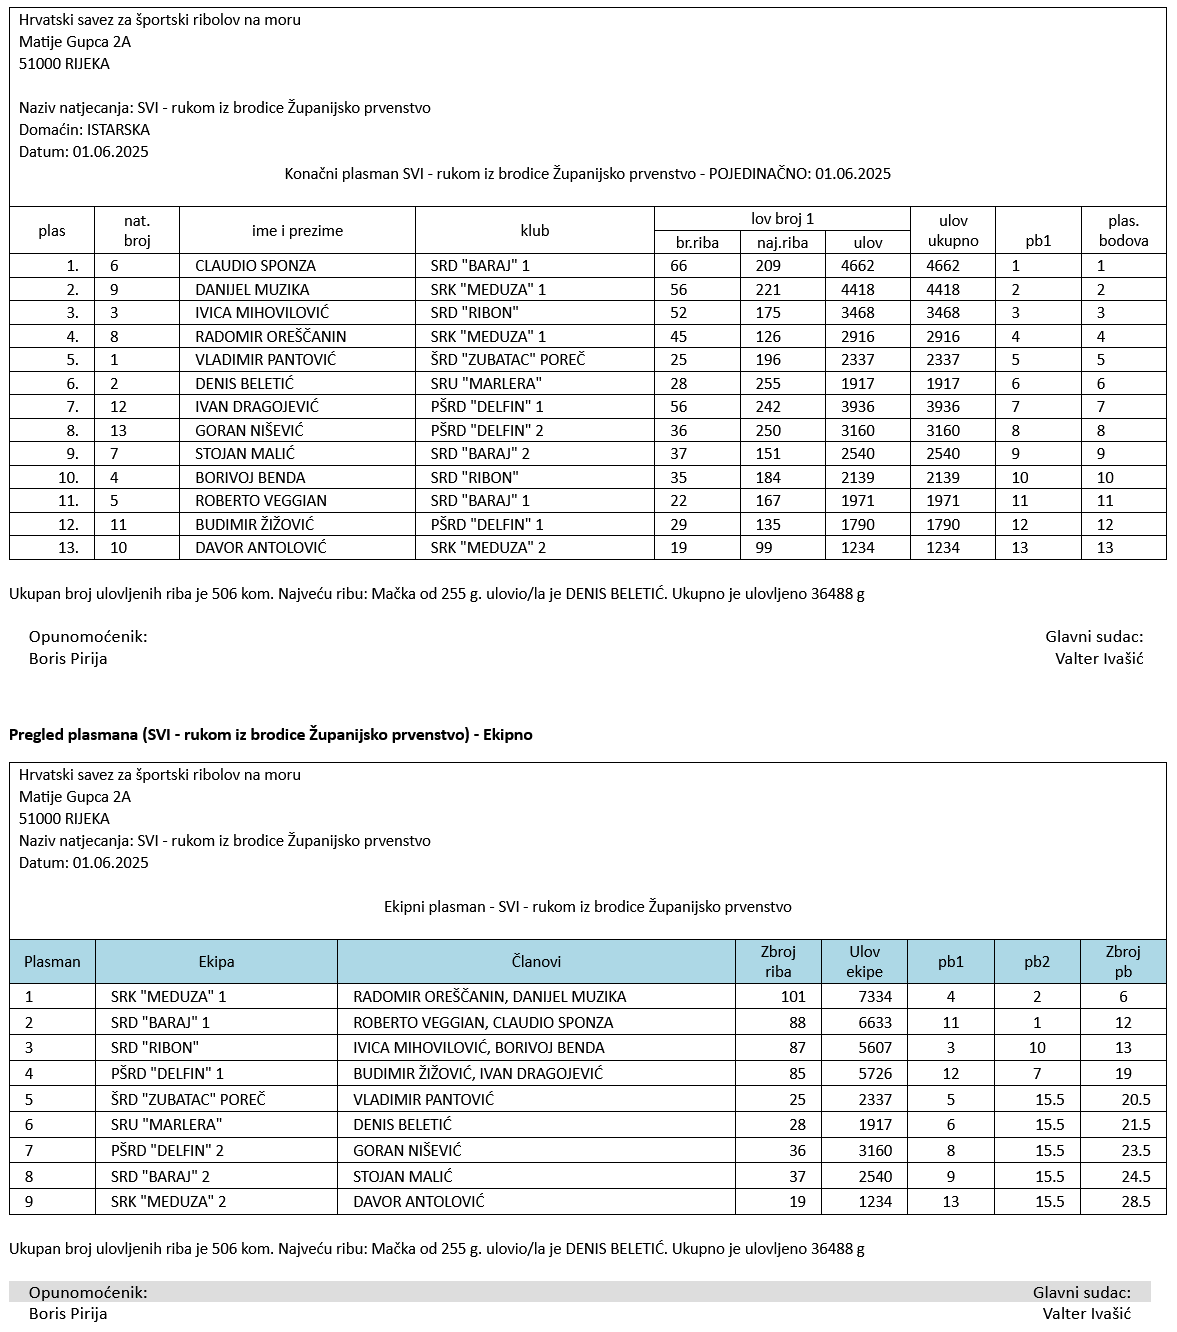 Hrvatski savez za športski ribolov na moru
Matije Gupca 2A
51000 RIJEKA
Naziv natjecanja: SVI - rukom iz brodice Županijsko prvenstvo
Domaćin: ISTARSKA
Datum: 01.06.2025
Konačni plasman SVI - rukom iz brodice Županijsko prvenstvo - POJEDINAČNO: 01.06.2025
plas nat. broj ime i prezime klub lov broj 1 ulov ukupno pb1 plas. bodova
br.riba naj.riba ulov
1. 6 CLAUDIO SPONZA SRD "BARAJ" 1 66 209 4662 4662 1 1
2. 9 DANIJEL MUZIKA SRK "MEDUZA" 1 56 221 4418 4418 2 2
3. 3 IVICA MIHOVILOVIĆ SRD "RIBON" 52 175 3468 3468 3 3
4. 8 RADOMIR OREŠČANIN SRK "MEDUZA" 1 45 126 2916 2916 4 4
5. 1 VLADIMIR PANTOVIĆ ŠRD "ZUBATAC" POREČ 25 196 2337 2337 5 5
6. 2 DENIS BELETIĆ SRU "MARLERA" 28 255 1917 1917 6 6
7. 12 IVAN DRAGOJEVIĆ PŠRD "DELFIN" 1 56 242 3936 3936 7 7
8. 13 GORAN NIŠEVIĆ PŠRD "DELFIN" 2 36 250 3160 3160 8 8
9. 7 STOJAN MALIĆ SRD "BARAJ" 2 37 151 2540 2540 9 9
10. 4 BORIVOJ BENDA SRD "RIBON" 35 184 2139 2139 10 10
11. 5 ROBERTO VEGGIAN SRD "BARAJ" 1 22 167 1971 1971 11 11
12. 11 BUDIMIR ŽIŽOVIĆ PŠRD "DELFIN" 1 29 135 1790 1790 12 12
13. 10 DAVOR ANTOLOVIĆ SRK "MEDUZA" 2 19 99 1234 1234 13 13
Ukupan broj ulovljenih riba je 506 kom. Najveću ribu: Mačka od 255 g. ulovio/la je DENIS BELETIĆ. Ukupno je ulovljeno 36488 g
Opunomoćenik: Glavni sudac:
Boris Pirija Valter Ivašić
Pregled plasmana (SVI - rukom iz brodice Županijsko prvenstvo) - Ekipno
Hrvatski savez za športski ribolov na moru
Matije Gupca 2A
51000 RIJEKA
Naziv natjecanja: SVI - rukom iz brodice Županijsko prvenstvo
Datum: 01.06.2025
Ekipni plasman - SVI - rukom iz brodice Županijsko prvenstvo
Plasman Ekipa Članovi Zbroj riba Ulov ekipe pb1 pb2 Zbroj pb
1 SRK "MEDUZA" 1 RADOMIR OREŠČANIN, DANIJEL MUZIKA 101 7334 4 2 6
2 SRD "BARAJ" 1 ROBERTO VEGGIAN, CLAUDIO SPONZA 88 6633 11 1 12
3 SRD "RIBON" IVICA MIHOVILOVIĆ, BORIVOJ BENDA 87 5607 3 10 13
4 PŠRD "DELFIN" 1 BUDIMIR ŽIŽOVIĆ, IVAN DRAGOJEVIĆ 85 5726 12 7 19
5 ŠRD "ZUBATAC" POREČ VLADIMIR PANTOVIĆ 25 2337 5 15.5 20.5
6 SRU "MARLERA" DENIS BELETIĆ 28 1917 6 15.5 21.5
7 PŠRD "DELFIN" 2 GORAN NIŠEVIĆ 36 3160 8 15.5 23.5
8 SRD "BARAJ" 2 STOJAN MALIĆ 37 2540 9 15.5 24.5
9 SRK "MEDUZA" 2 DAVOR ANTOLOVIĆ 19 1234 13 15.5 28.5
Ukupan broj ulovljenih riba je 506 kom. Najveću ribu: Mačka od 255 g. ulovio/la je DENIS BELETIĆ. Ukupno je ulovljeno 36488 g
Opunomoćenik: Glavni sudac:
Boris Pirija Valter Ivašić